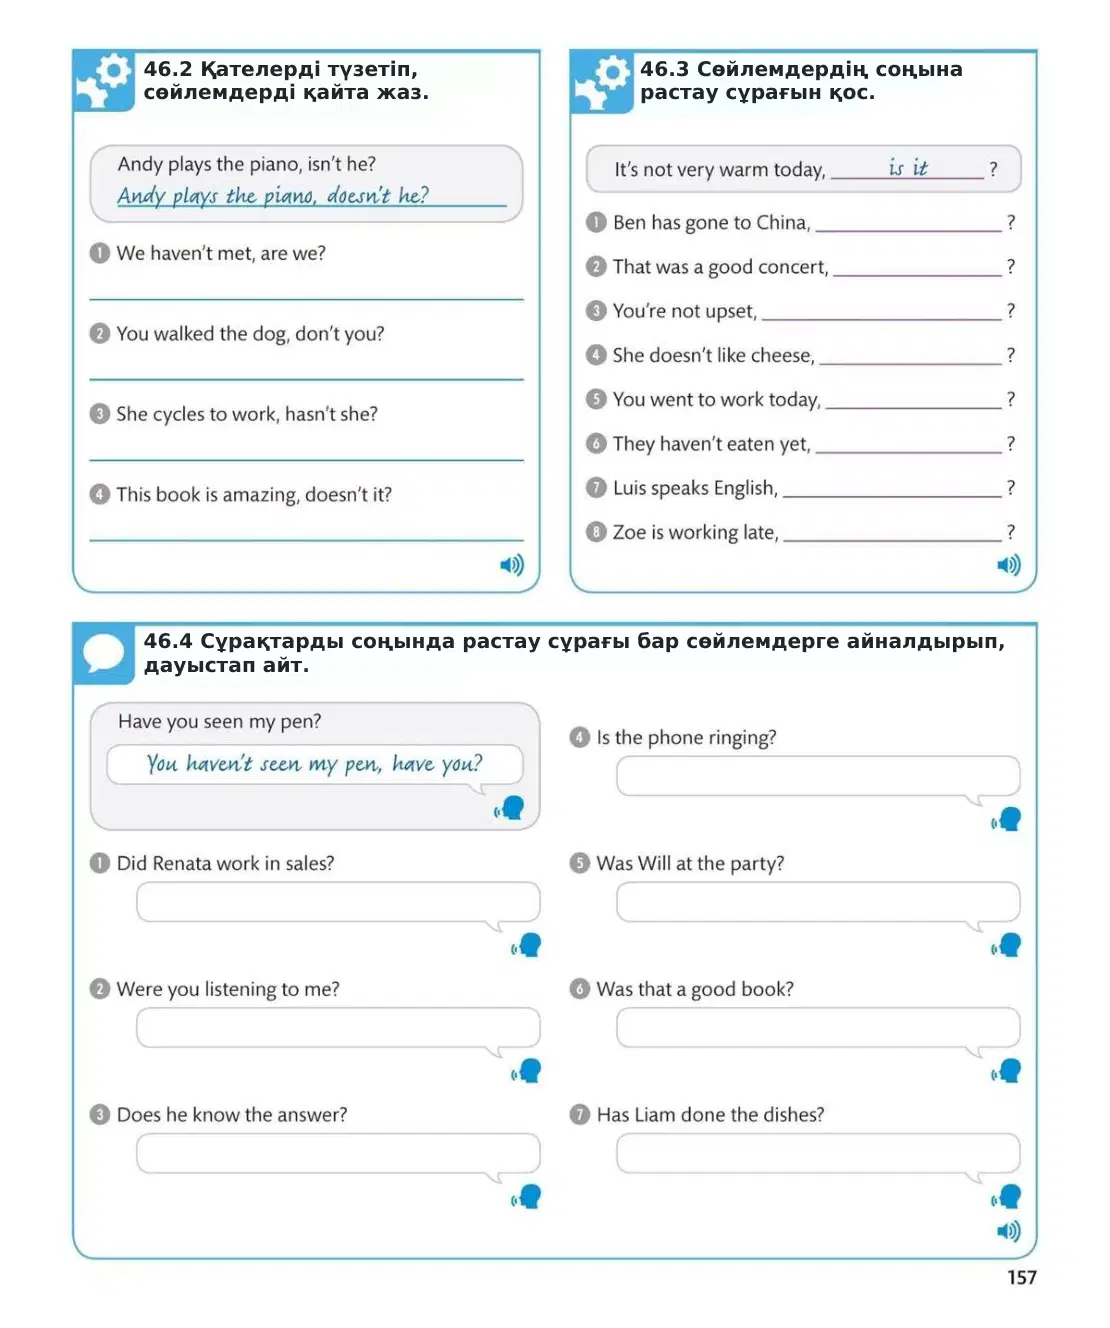 46.2 Қателерді түзетіп,
сөйлемдерді қайта жаз.
Andy plays the piano, isn't he?
Andy plays the piano, doesn't he?
1 We haven't met, are we?
2 You walked the dog, don't you?
3 She cycles to work, hasn't she?
4 This book is amazing, doesn't it?
46.3 Сөйлемдердің соңына
растау сұрағын қос.
It's not very warm today, is it ?
1 Ben has gone to China, ?
2 That was a good concert, ?
3 You're not upset, ?
4 She doesn't like cheese, ?
5 You went to work today, ?
6 They haven't eaten yet, ?
7 Luis speaks English, ?
8 Zoe is working late, ?
46.4 Сұрақтарды соңында растау сұрағы бар сөйлемдерге айналдырып,
дауыстап айт.
Have you seen my pen?
You haven't seen my pen, have you?
1 Did Renata work in sales?
2 Were you listening to me?
3 Does he know the answer?
4 Is the phone ringing?
5 Was Will at the party?
6 Was that a good book?
7 Has Liam done the dishes?
157